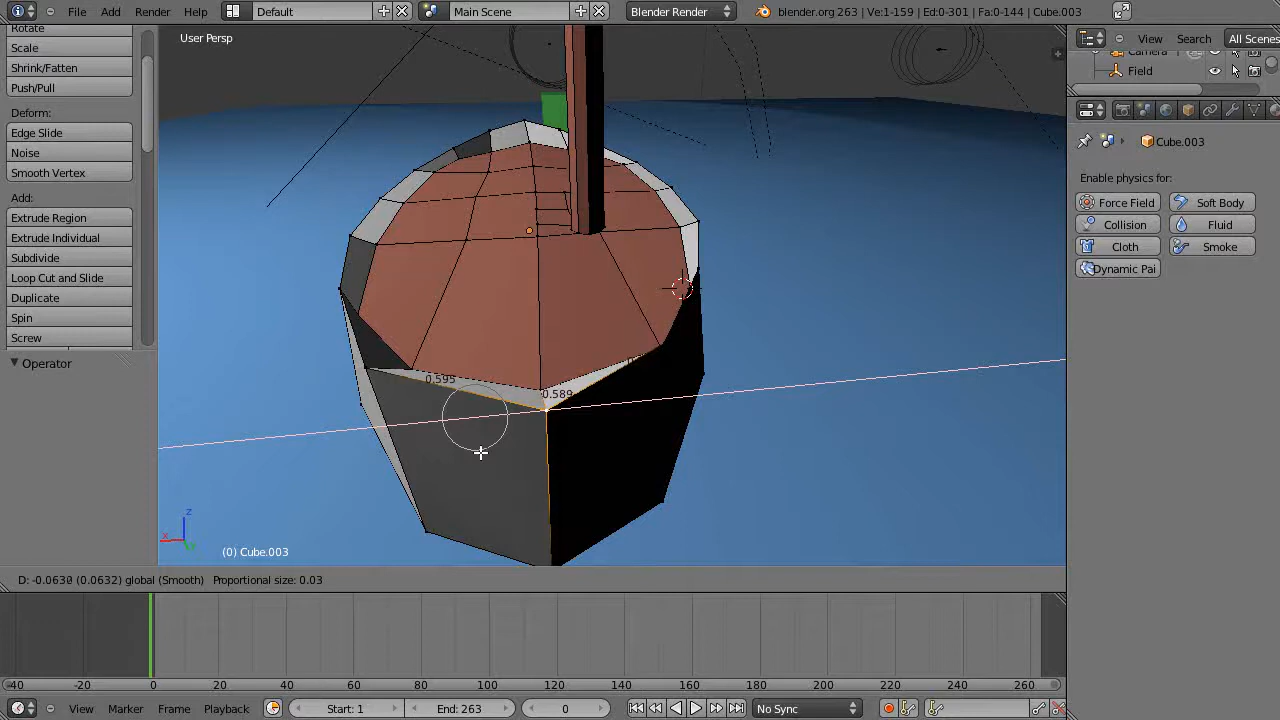 File Add Render Help Default Main Scene Blender Render blender.org 263 | Ve:1-159 | Ed:0-301 | Fa:0-144 | Cube.003
Rotate
Scale
Shrink/Fatten
Push/Pull
Deform:
Edge Slide
Noise
Smooth Vertex
Add:
Extrude Region
Extrude Individual
Subdivide
Loop Cut and Slide
Duplicate
Spin
Screw
Operator
User Persp
0.595
0.589
z
x
(0) Cube.003
D: -0.0630 (0.0632) global (Smooth) Proportional size: 0.03
View Search All Scenes
Camera
Field
Cube.003
Enable physics for:
Force Field Soft Body
Collision Fluid
Cloth Smoke
Dynamic Pai
-40 -20 0 20 40 60 80 100 120 140 160 180 200 220 240 260
View Marker Frame Playback Start: 1 End: 263 0 No Sync